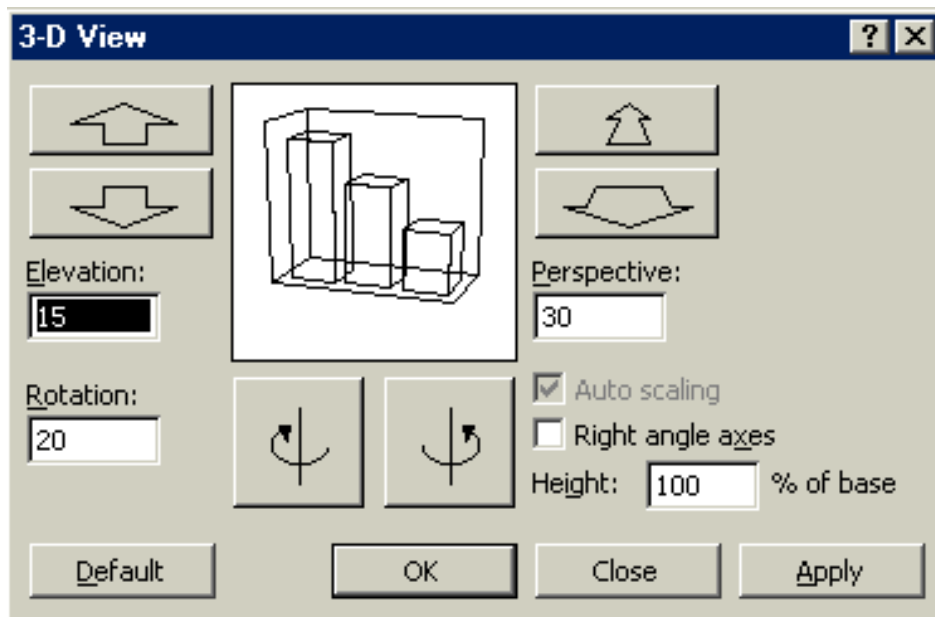 3-D View
Elevation:
15
Rotation:
20
Perspective:
30
Auto scaling
Right angle axes
Height: 100 % of base
Default OK Close Apply